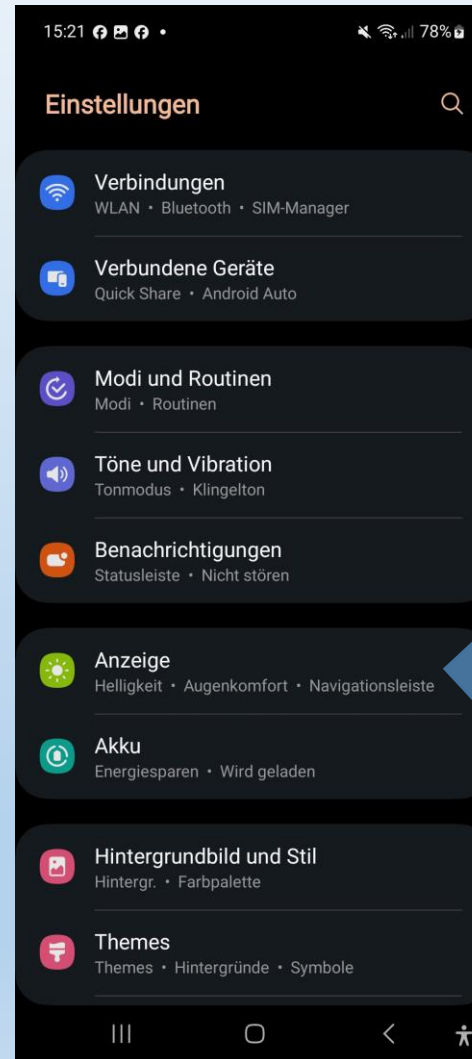 15:21 78%
Einstellungen
Verbindungen
WLAN • Bluetooth • SIM-Manager
Verbundene Geräte
Quick Share • Android Auto
Modi und Routinen
Modi • Routinen
Töne und Vibration
Tonmodus • Klingelton
Benachrichtigungen
Statusleiste • Nicht stören
Anzeige
Helligkeit • Augenkomfort • Navigationsleiste
Akku
Energiesparen • Wird geladen
Hintergrundbild und Stil
Hintergr. • Farbpalette
Themes
Themes • Hintergründe • Symbole